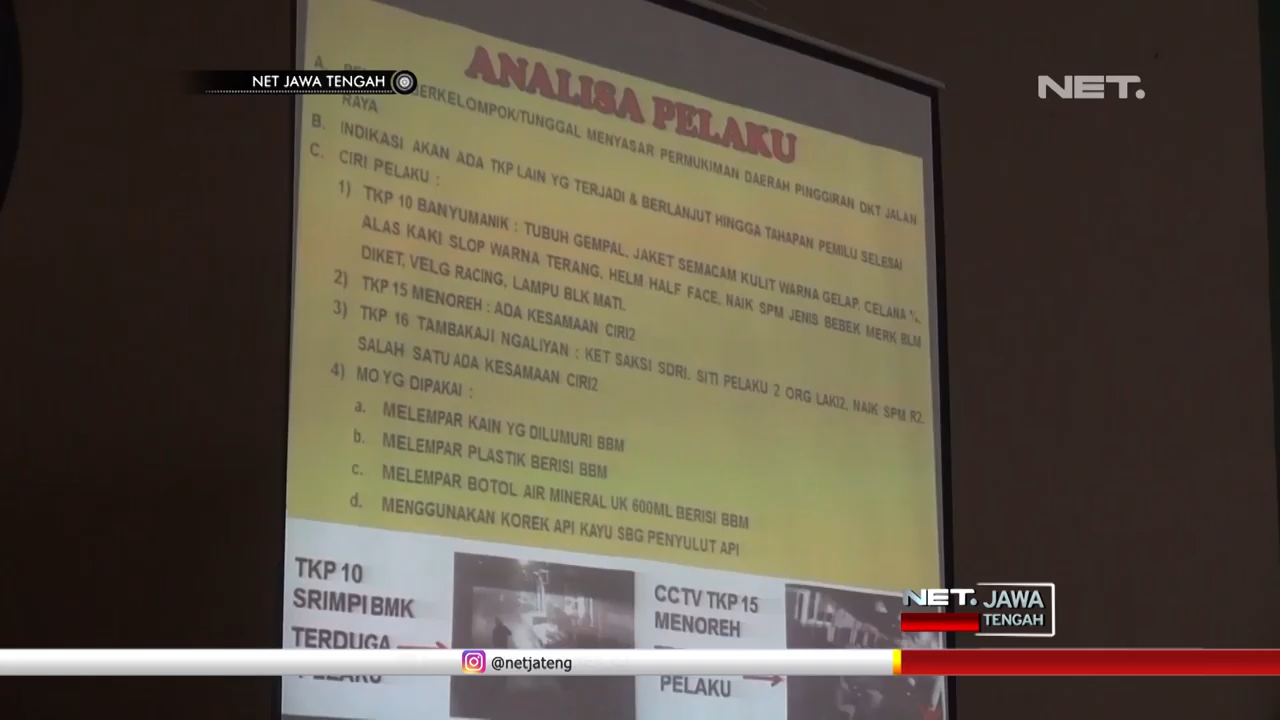 NET JAWA TENGAH
NET.
ANALISA PELAKU
A. BERKELOMPOK/TUNGGAL MENYASAR PERMUKIMAN DAERAH PINGGIRAN DKT JALAN
RAYA
B. INDIKASI AKAN ADA TKP LAIN YG TERJADI & BERLANJUT HINGGA TAHAPAN PEMILU SELESAI
C. CIRI PELAKU :
1) TKP 10 BANYUMANIK : TUBUH GEMPAL, JAKET SEMACAM KULIT WARNA GELAP, CELANA ¾,
ALAS KAKI SLOP WARNA TERANG, HELM HALF FACE, NAIK SPM JENIS BEBEK MERK BLM
DIKET, VELG RACING, LAMPU BLK MATI.
2) TKP 15 MENOREH : ADA KESAMAAN CIRI2
3) TKP 16 TAMBAKAJI NGALIYAN : KET SAKSI SDRI. SITI PELAKU 2 ORG LAKI2, NAIK SPM R2,
SALAH SATU ADA KESAMAAN CIRI2
4) MO YG DIPAKAI :
a. MELEMPAR KAIN YG DILUMURI BBM
b. MELEMPAR PLASTIK BERISI BBM
c. MELEMPAR BOTOL AIR MINERAL UK 600ML BERISI BBM
d. MENGGUNAKAN KOREK API KAYU SBG PENYULUT API
TKP 10
SRIMPI BMK
TERDUGA
PELAKU
CCTV TKP 15
MENOREH
PELAKU
NET. JAWA
TENGAH
@netjateng